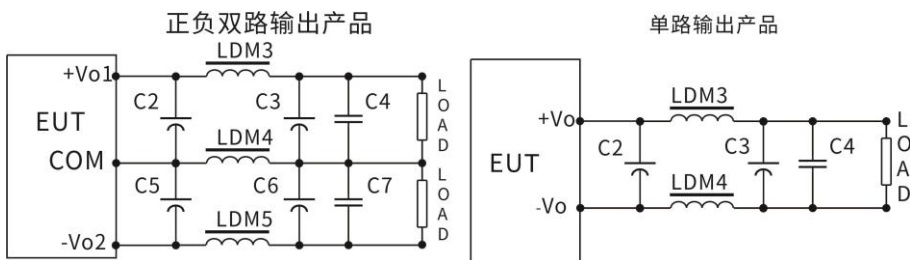 正负双路输出产品
LDM3
+Vo1
C2
C3
C4
LOAD
EUT
LDM4
COM
C5
C6
C7
LOAD
LDM5
-Vo2
单路输出产品
LDM3
+Vo
C2
C3
C4
LOAD
EUT
LDM4
-Vo